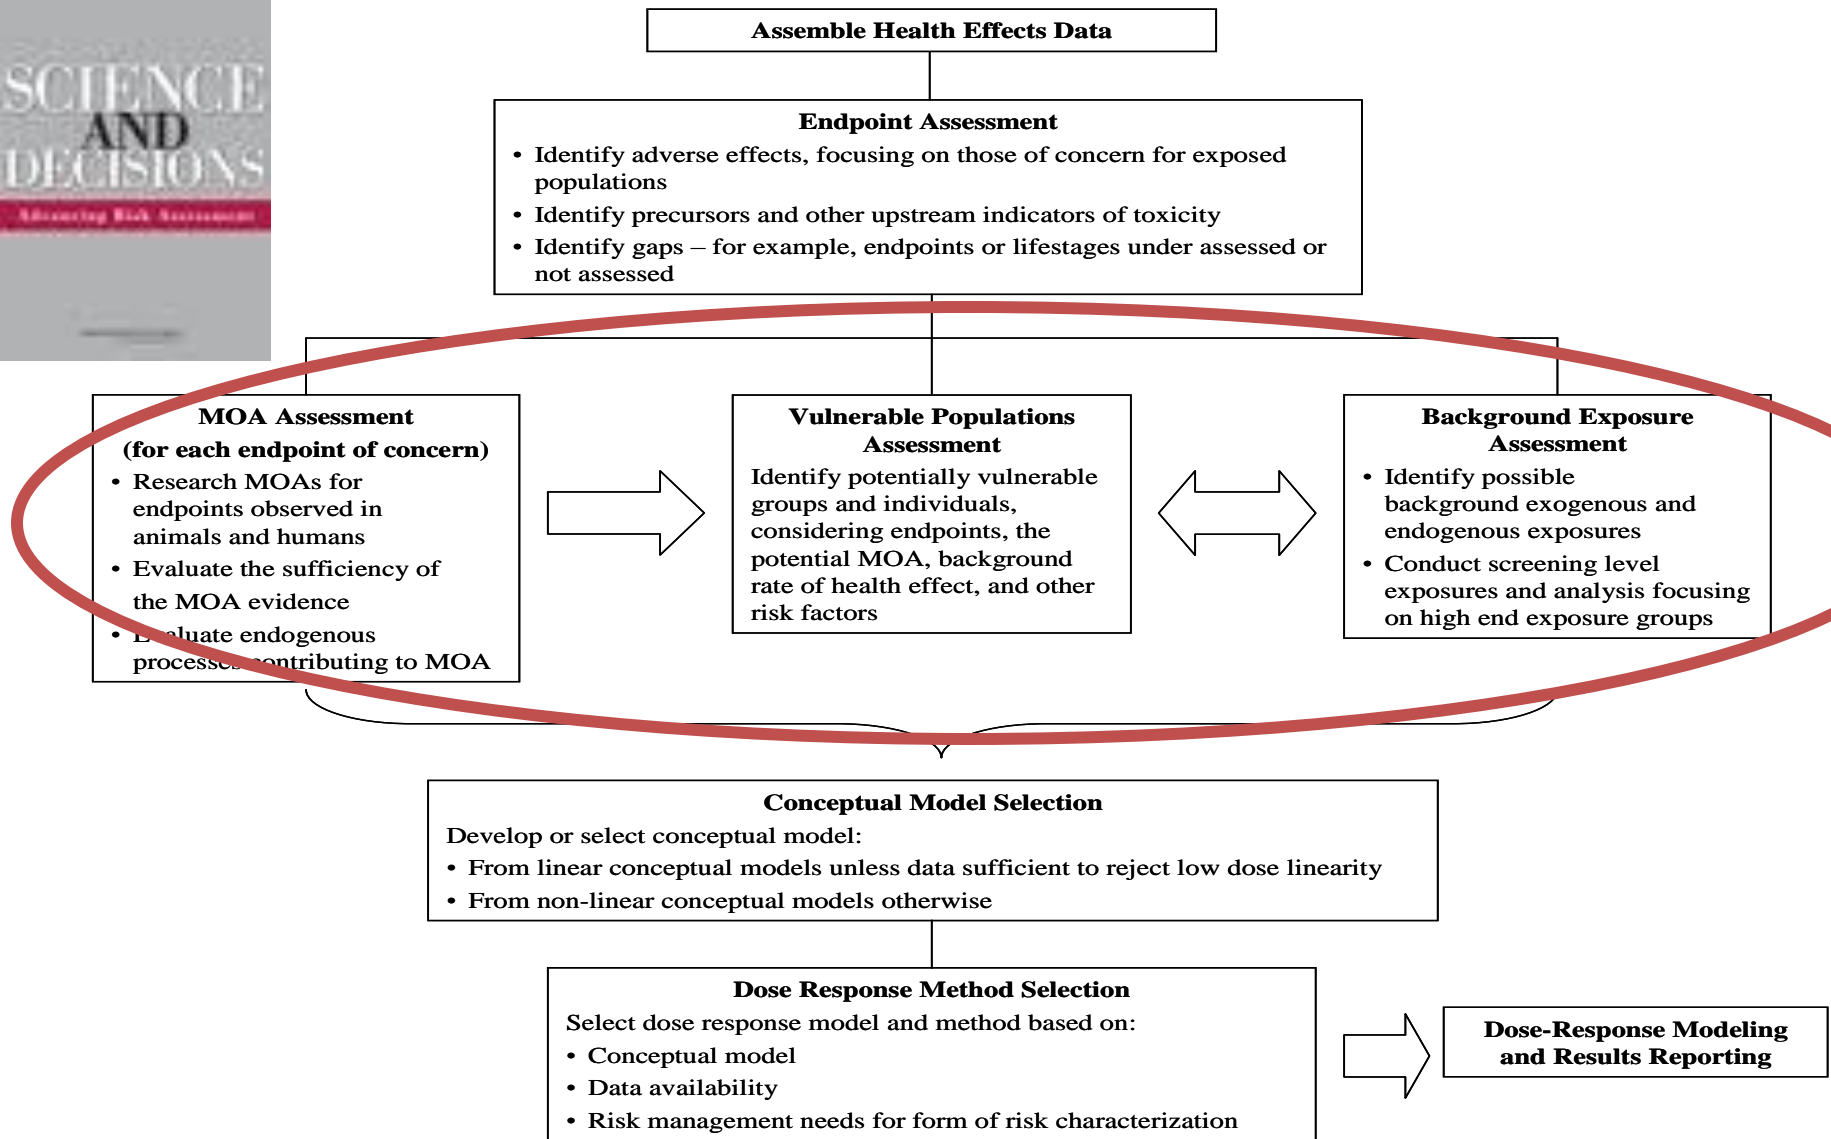 SCIENCE
AND
DECISIONS
Advancing Risk Assessment
Assemble Health Effects Data
Endpoint Assessment
• Identify adverse effects, focusing on those of concern for exposed
populations
• Identify precursors and other upstream indicators of toxicity
• Identify gaps – for example, endpoints or lifestages under assessed or
not assessed
MOA Assessment
(for each endpoint of concern)
• Research MOAs for
endpoints observed in
animals and humans
• Evaluate the sufficiency of
the MOA evidence
• Evaluate endogenous
processes contributing to MOA
Vulnerable Populations
Assessment
Identify potentially vulnerable
groups and individuals,
considering endpoints, the
potential MOA, background
rate of health effect, and other
risk factors
Background Exposure
Assessment
• Identify possible
background exogenous and
endogenous exposures
• Conduct screening level
exposures and analysis focusing
on high end exposure groups
Conceptual Model Selection
Develop or select conceptual model:
• From linear conceptual models unless data sufficient to reject low dose linearity
• From non-linear conceptual models otherwise
Dose Response Method Selection
Select dose response model and method based on:
• Conceptual model
• Data availability
• Risk management needs for form of risk characterization
Dose-Response Modeling
and Results Reporting